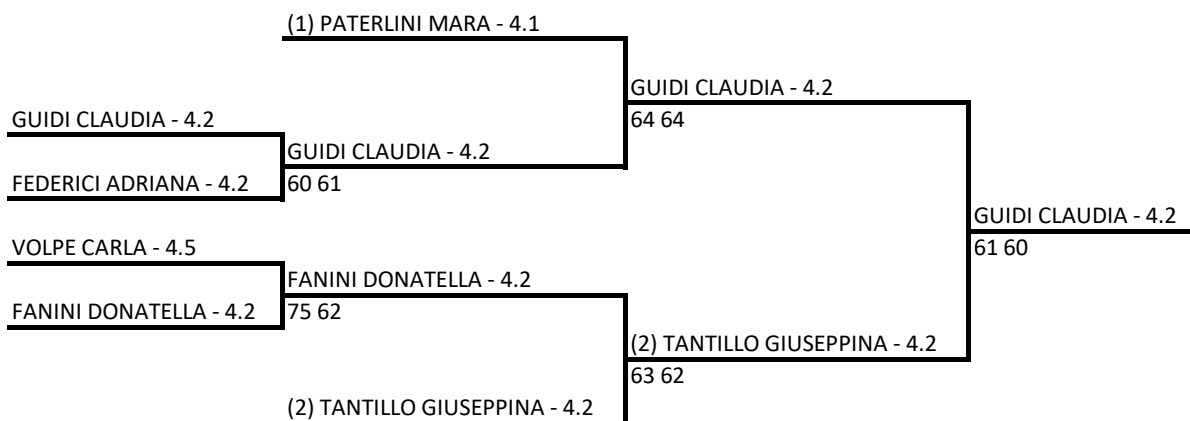 (1) PATERLINI MARA - 4.1
GUIDI CLAUDIA - 4.2
GUIDI CLAUDIA - 4.2
64 64
GUIDI CLAUDIA - 4.2
FEDERICI ADRIANA - 4.2
60 61
GUIDI CLAUDIA - 4.2
VOLPE CARLA - 4.5
61 60
FANINI DONATELLA - 4.2
FANINI DONATELLA - 4.2
75 62
(2) TANTILLO GIUSEPPINA - 4.2
63 62
(2) TANTILLO GIUSEPPINA - 4.2